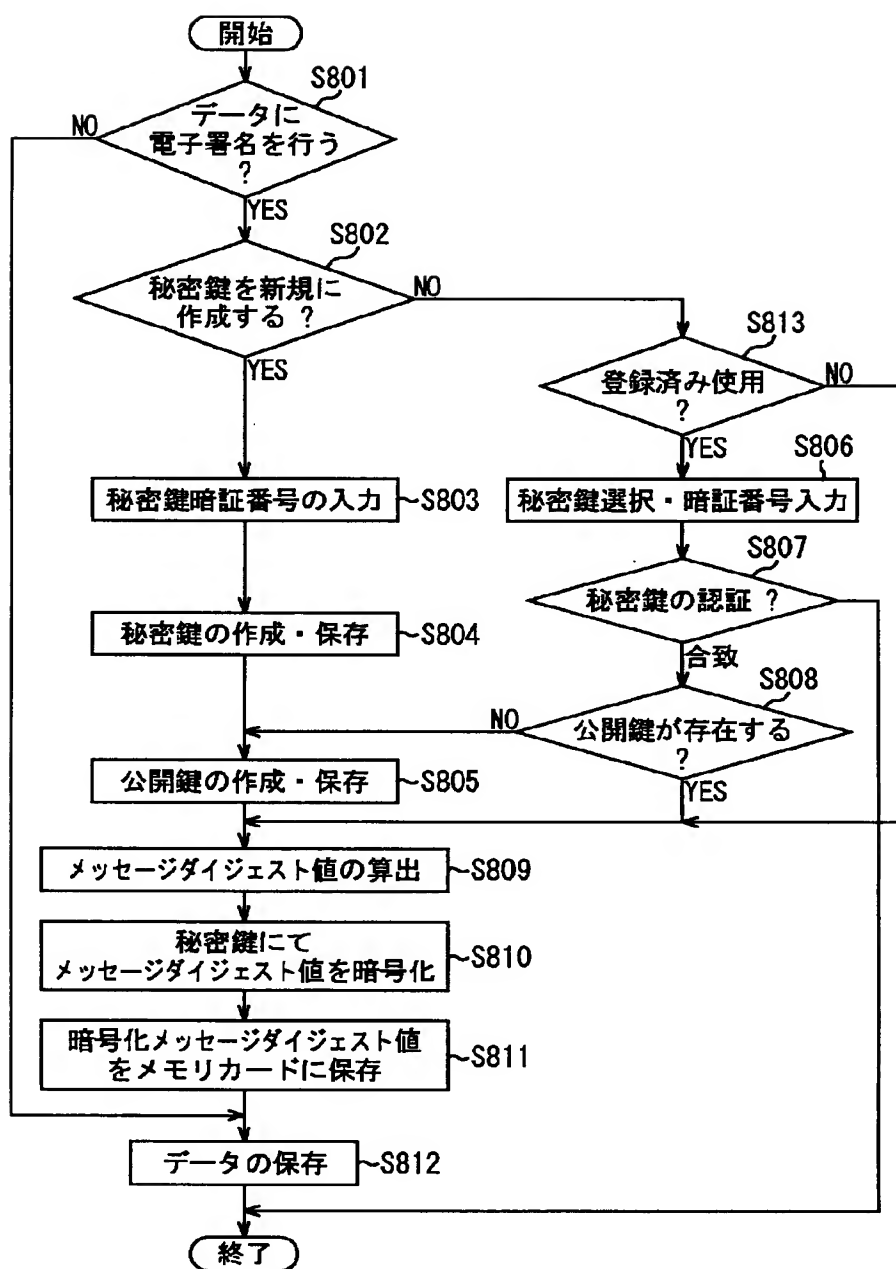 開始
S801
データに
電子署名を行う
?
NO
YES
S802
秘密鍵を新規に
作成する ?
NO
YES
S813
登録済み使用
?
NO
YES
S806
秘密鍵暗証番号の入力
S803
秘密鍵選択・暗証番号入力
S807
秘密鍵の認証 ?
合致
秘密鍵の作成・保存
S804
S808
公開鍵が存在する
?
NO
YES
公開鍵の作成・保存
S805
メッセージダイジェスト値の算出
S809
秘密鍵にて
メッセージダイジェスト値を暗号化
S810
暗号化メッセージダイジェスト値
をメモリカードに保存
S811
データの保存
S812
終了